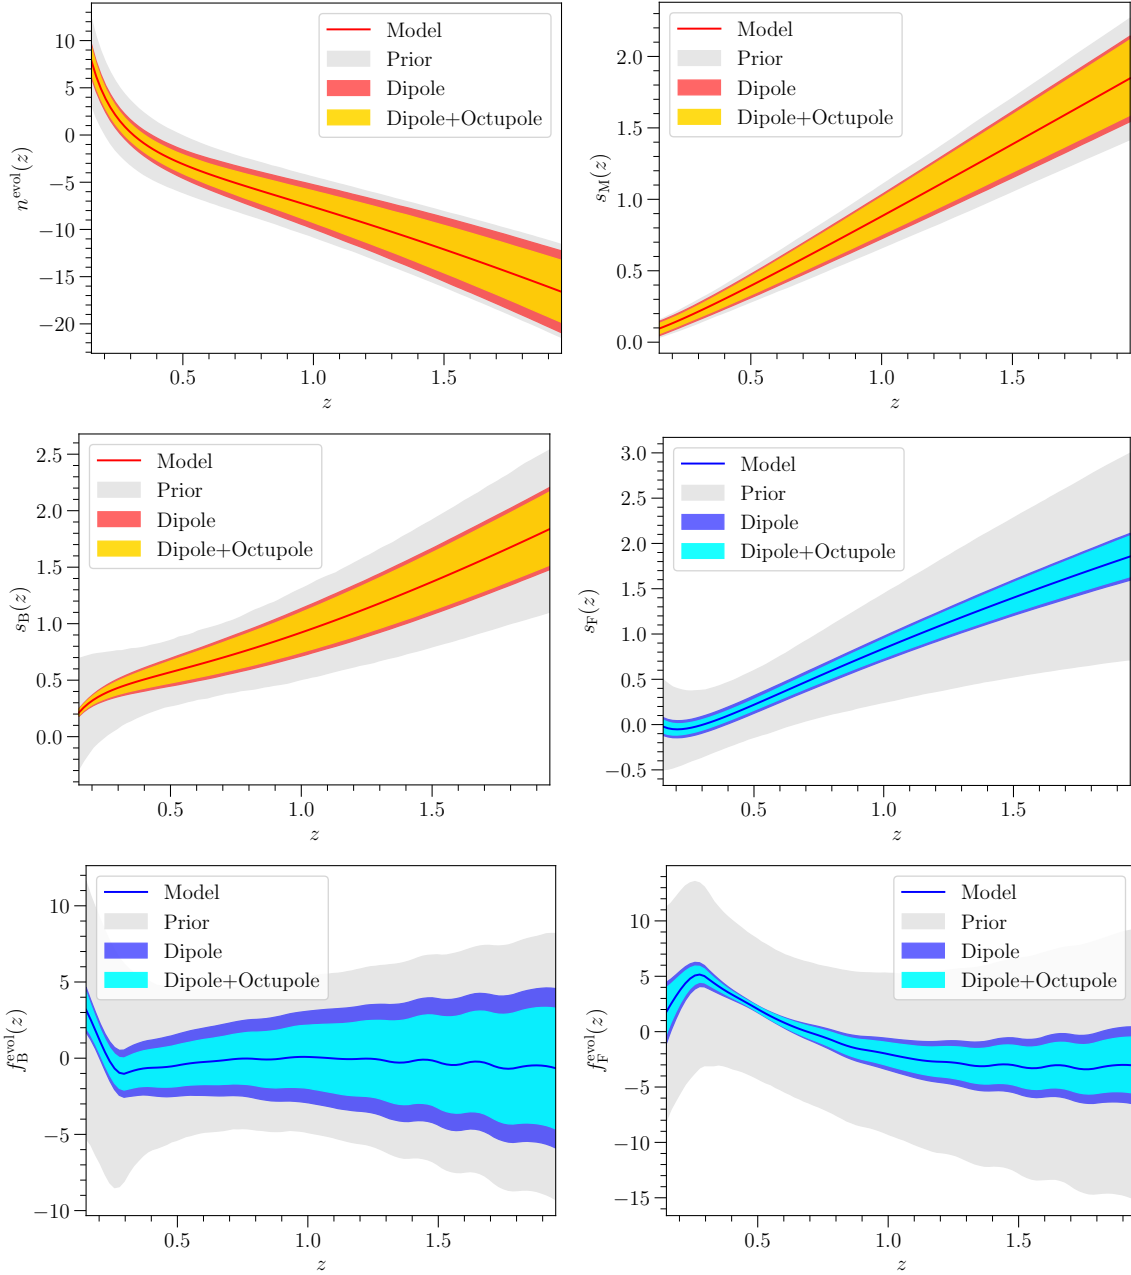 Model
Prior
Dipole
Dipole+Octupole
10
5
0
−5
−10
−15
−20
n^evol(z)
0.5 1.0 1.5
z
Model
Prior
Dipole
Dipole+Octupole
2.0
1.5
1.0
0.5
0.0
s_M(z)
0.5 1.0 1.5
z
Model
Prior
Dipole
Dipole+Octupole
2.5
2.0
1.5
1.0
0.5
0.0
s_B(z)
0.5 1.0 1.5
z
Model
Prior
Dipole
Dipole+Octupole
3.0
2.5
2.0
1.5
1.0
0.5
0.0
−0.5
s_F(z)
0.5 1.0 1.5
z
Model
Prior
Dipole
Dipole+Octupole
10
5
0
−5
−10
f_B^evol(z)
0.5 1.0 1.5
z
Model
Prior
Dipole
Dipole+Octupole
10
5
0
−5
−10
−15
f_F^evol(z)
0.5 1.0 1.5
z